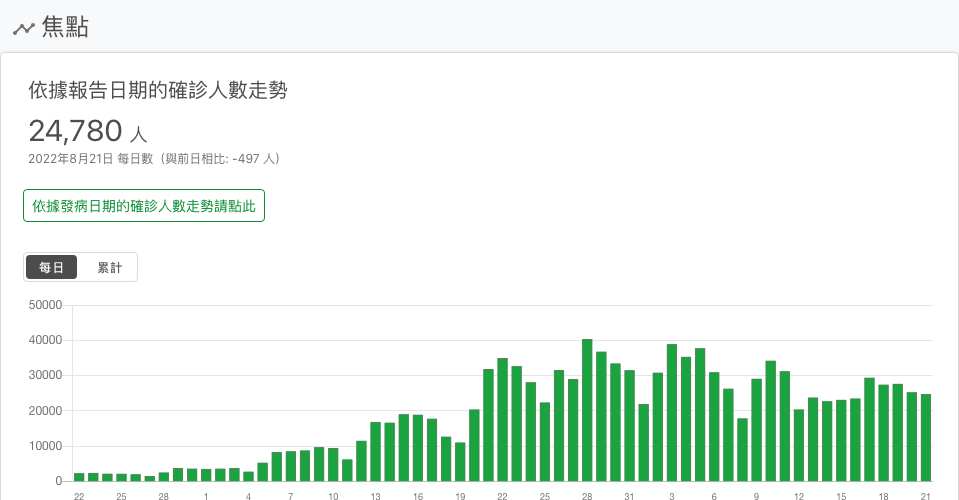 焦點
依據報告日期的確診人數走勢
24,780 人
2022年8月21日 每日數（與前日相比: -497 人）
依據發病日期的確診人數走勢請點此
每日 累計
50000
40000
30000
20000
10000
0
22 25 28 1 4 7 10 13 16 19 22 25 28 31 3 6 9 12 15 18 21